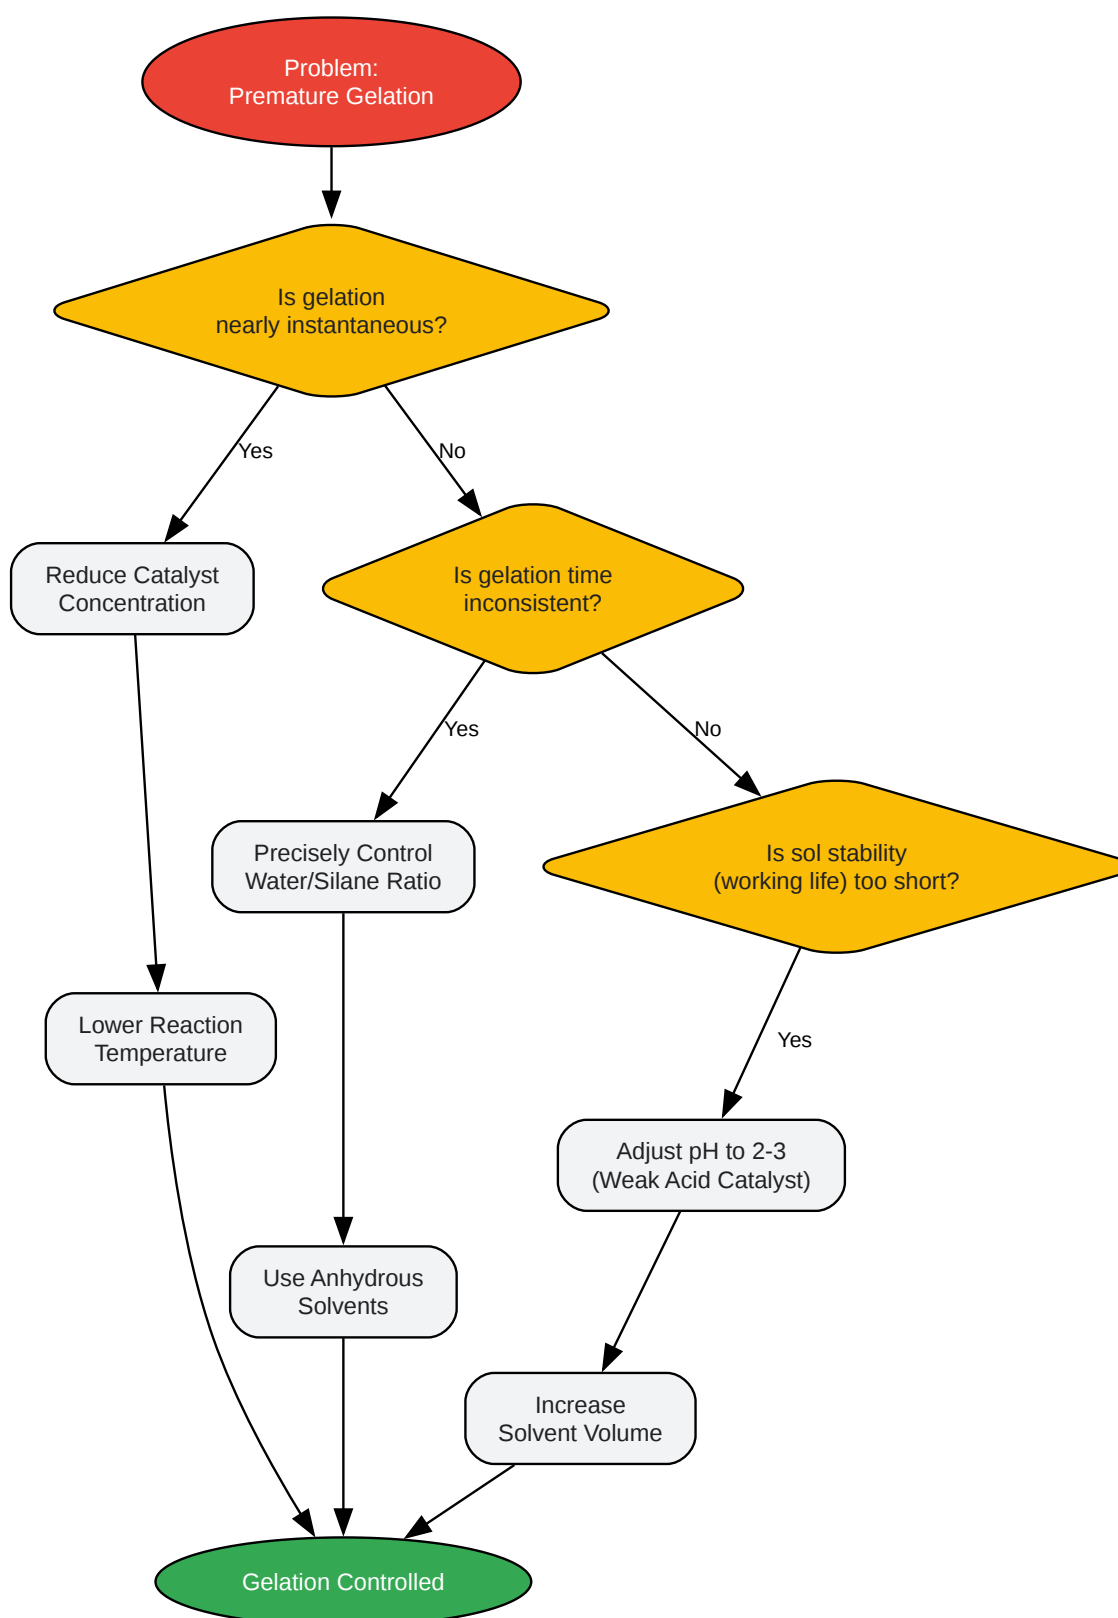 Problem:
Premature Gelation
Is gelation
nearly instantaneous?
Yes
No
Reduce Catalyst
Concentration
Is gelation time
inconsistent?
Yes
No
Precisely Control
Water/Silane Ratio
Is sol stability
(working life) too short?
Lower Reaction
Temperature
Yes
Adjust pH to 2-3
(Weak Acid Catalyst)
Use Anhydrous
Solvents
Increase
Solvent Volume
Gelation Controlled